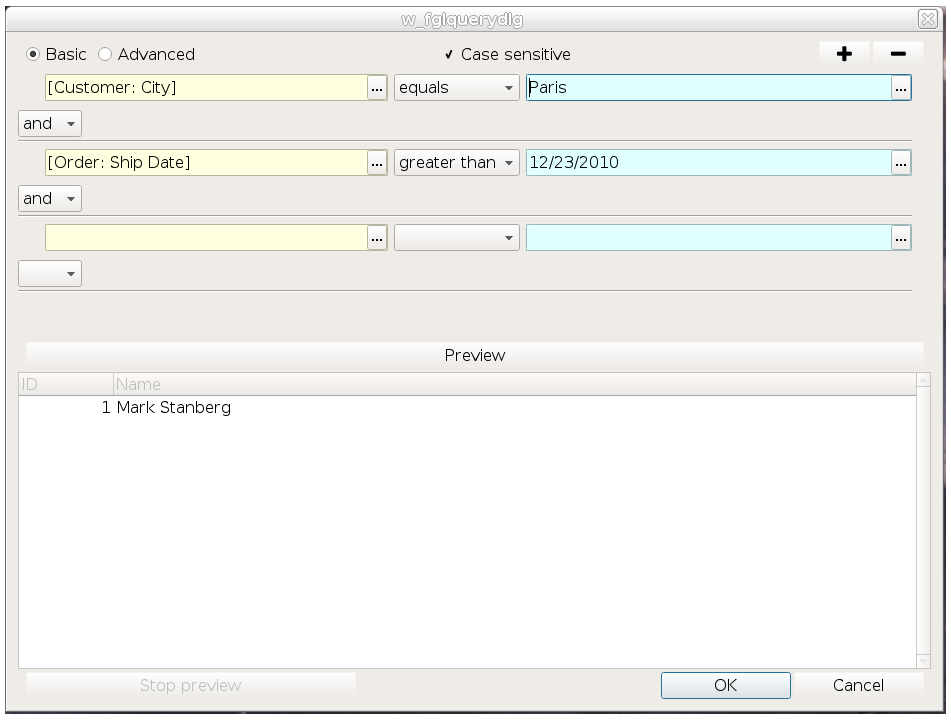 w_fglquerydlg
Basic Advanced ✓ Case sensitive + −
[Customer: City] ... equals Paris ...
and
[Order: Ship Date] ... greater than 12/23/2010 ...
and
... ...
Preview
ID Name
1 Mark Stanberg
Stop preview OK Cancel